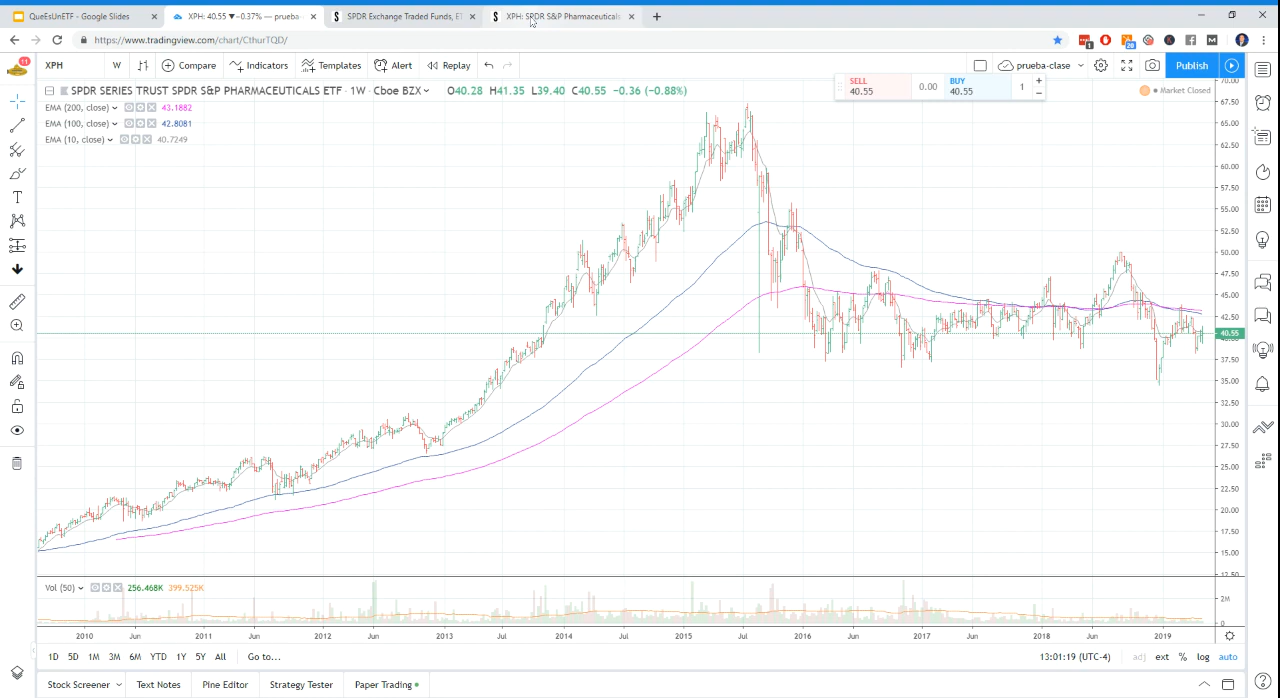 QueEsUnETF - Google Slides
XPH: 40.55 ▼−0.37% — prueba-
SPDR Exchange Traded Funds, ET
XPH: SPDR S&P Pharmaceuticals
https://www.tradingview.com/chart/CthurTQD/
1
20
11
XPH
W
Compare
Indicators
Templates
Alert
Replay
prueba-clase
Publish
SPDR SERIES TRUST SPDR S&P PHARMACEUTICALS ETF · 1W · Cboe BZX
O40.28 H41.35 L39.40 C40.55 −0.36 (−0.88%)
SELL
40.55
0.00
BUY
40.55
1
Market Closed
EMA (200, close) 43.1882
EMA (100, close) 42.8081
EMA (10, close) 40.7249
70.00
67.50
65.00
62.50
60.00
57.50
55.00
52.50
50.00
47.50
45.00
42.50
40.55
40.00
37.50
35.00
32.50
30.00
27.50
25.00
22.50
20.00
17.50
15.00
12.50
Vol (50) 256.468K 399.525K
2M
0
2010 Jun 2011 Jun 2012 Jun 2013 Jul 2014 Jul 2015 Jul 2016 Jun 2017 Jun 2018 Jun 2019
1D 5D 1M 3M 6M YTD 1Y 5Y All Go to...
13:01:19 (UTC-4) adj ext % log auto
Stock Screener Text Notes Pine Editor Strategy Tester Paper Trading